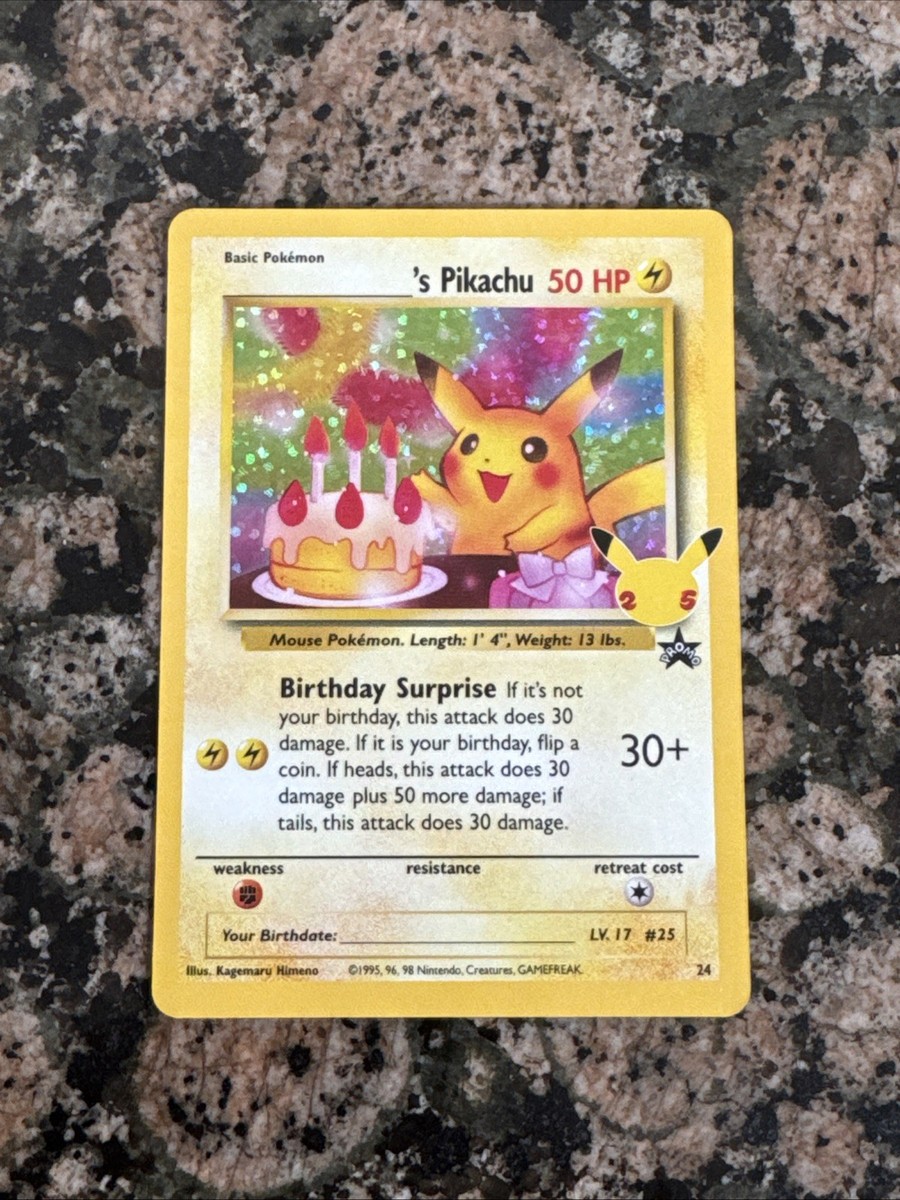 Basic Pokémon
's Pikachu 50 HP
25
Mouse Pokémon. Length: 1' 4", Weight: 13 lbs.
PROMO
Birthday Surprise If it's not
your birthday, this attack does 30
damage. If it is your birthday, flip a
coin. If heads, this attack does 30
damage plus 50 more damage; if
tails, this attack does 30 damage.
30+
weakness resistance retreat cost
Your Birthdate: LV. 17 #25
Illus. Kagemaru Himeno ©1995, 96, 98 Nintendo, Creatures, GAMEFREAK. 24